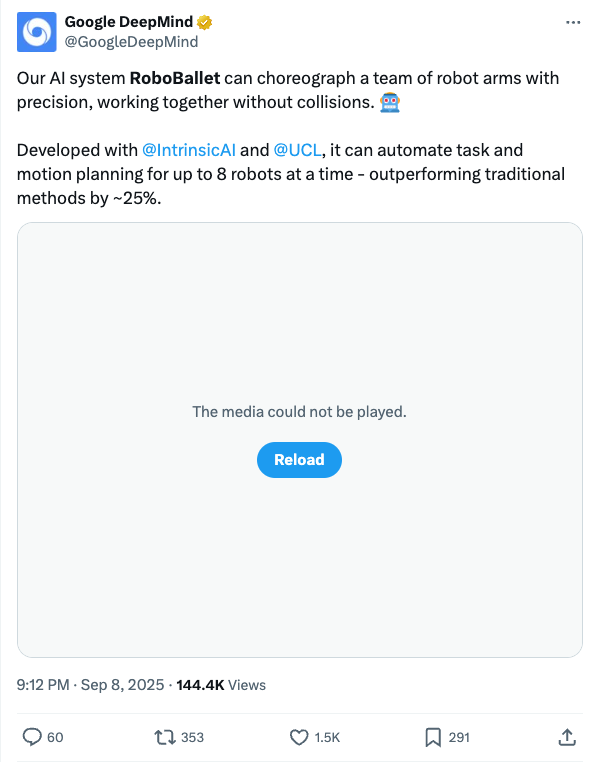 Google DeepMind
@GoogleDeepMind
Our AI system RoboBallet can choreograph a team of robot arms with
precision, working together without collisions. 🤖
Developed with @IntrinsicAI and @UCL, it can automate task and
motion planning for up to 8 robots at a time - outperforming traditional
methods by ~25%.
The media could not be played.
Reload
9:12 PM · Sep 8, 2025 · 144.4K Views
60 353 1.5K 291